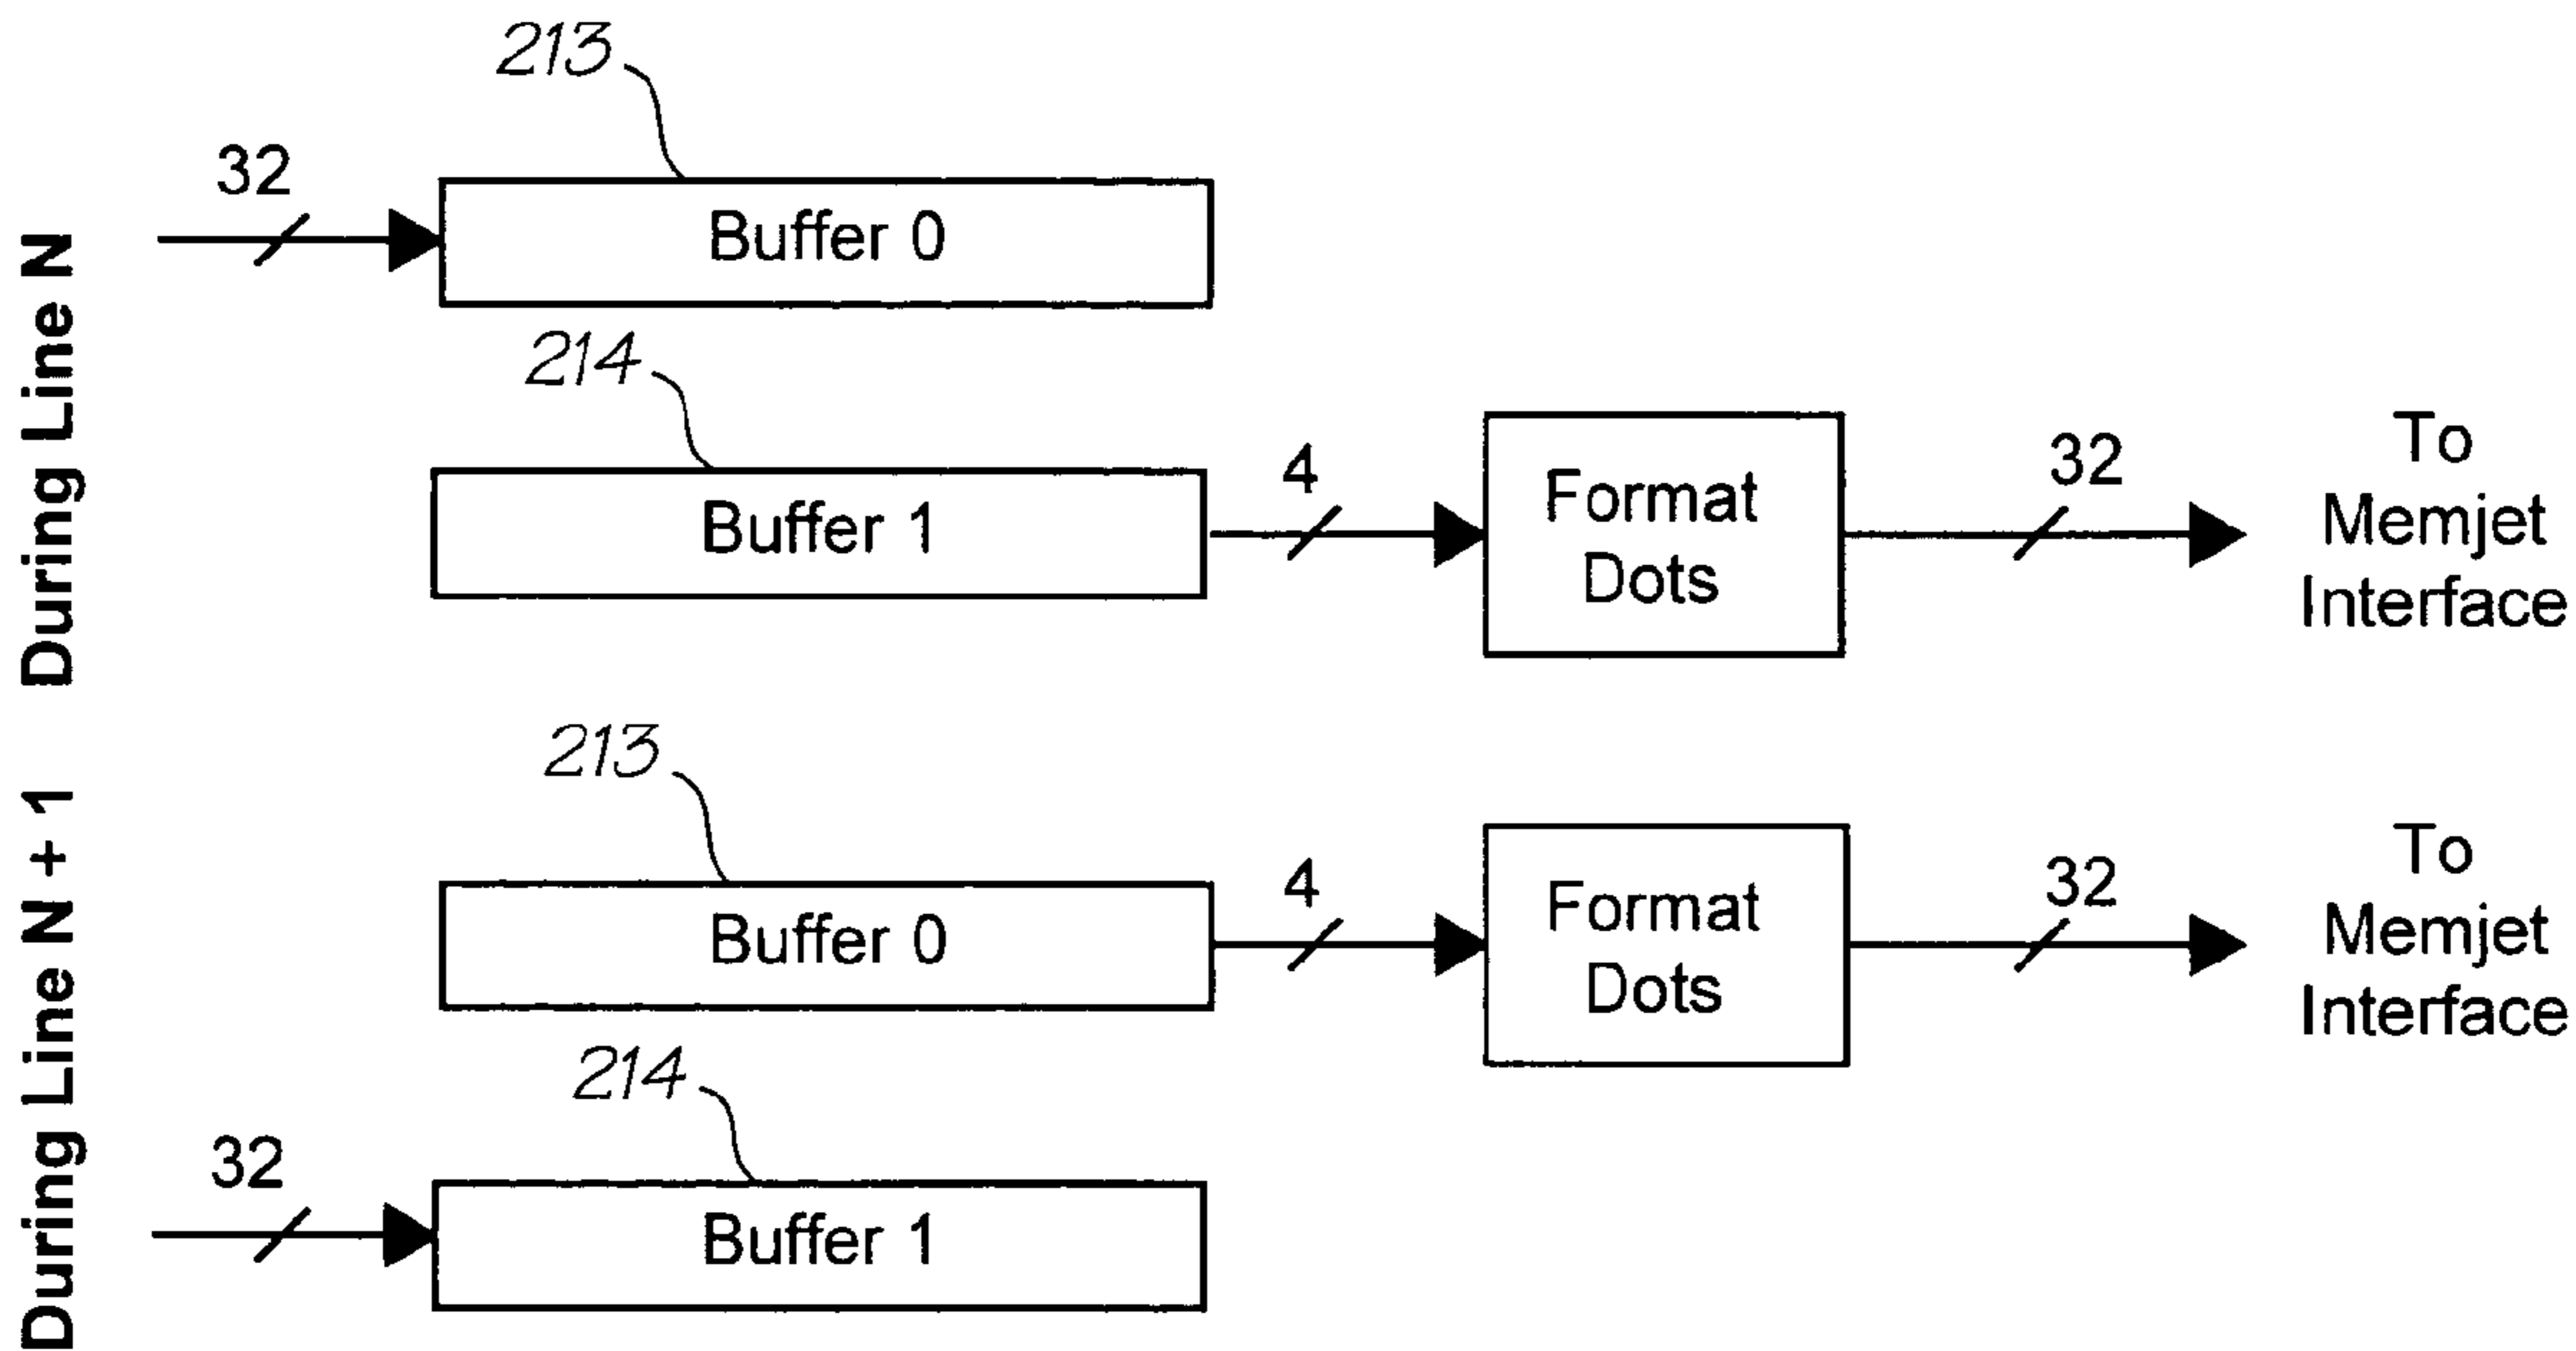 During Line N
213
32
Buffer 0
214
Buffer 1
4
Format
Dots
32
To
Memjet
Interface
During Line N + 1
213
Buffer 0
4
Format
Dots
32
To
Memjet
Interface
214
32
Buffer 1